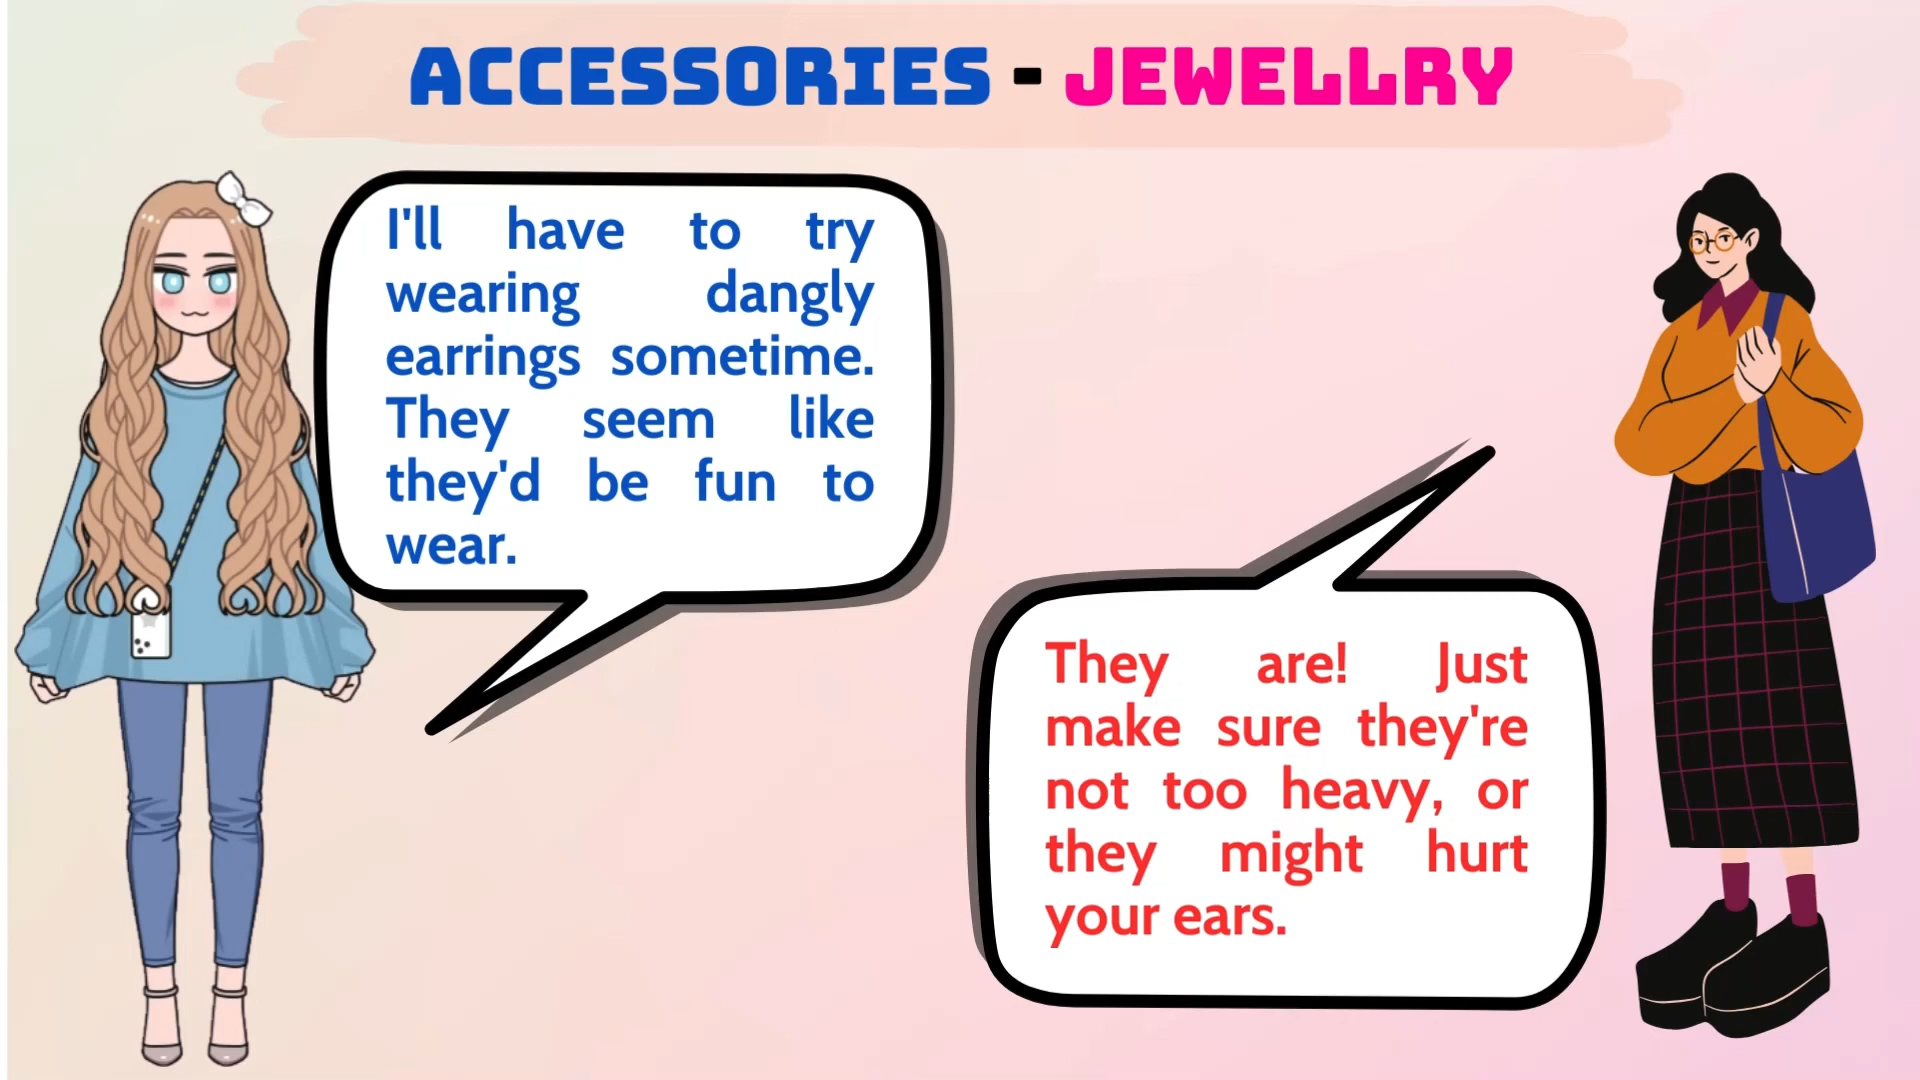 ACCESSORIES - JEWELLRY
I'll have to try
wearing dangly
earrings sometime.
They seem like
they'd be fun to
wear.
They are! Just
make sure they're
not too heavy, or
they might hurt
your ears.